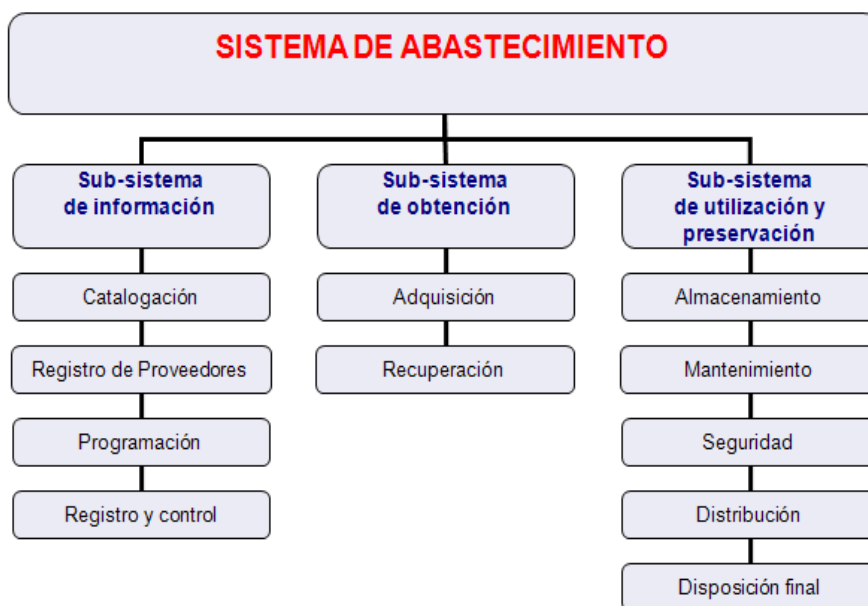 SISTEMA DE ABASTECIMIENTO
Sub-sistema
de información
Catalogación
Registro de Proveedores
Programación
Registro y control
Sub-sistema
de obtención
Adquisición
Recuperación
Sub-sistema
de utilización y
preservación
Almacenamiento
Mantenimiento
Seguridad
Distribución
Disposición final